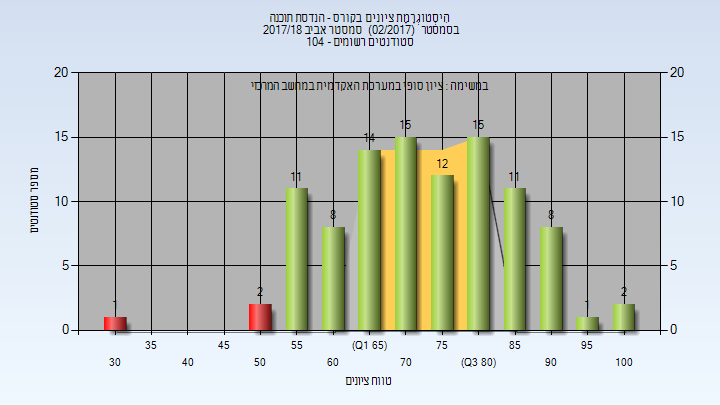 היסטוגרמת ציונים בקורס - הנדסת תוכנה
בסמסטר (02/2017) סמסטר אביב 2017/18
סטודנטים רשומים - 104
במשימה : ציון סופי במערכת האקדמית במחשב המרכזי
20
15
10
5
0
מספר סטודנטים
20
15
10
5
0
1
2
11
8
14
15
12
15
11
8
1
2
35 45 55 (Q1 65) 75 85 95
30 40 50 60 70 (Q3 80) 90 100
טווח ציונים